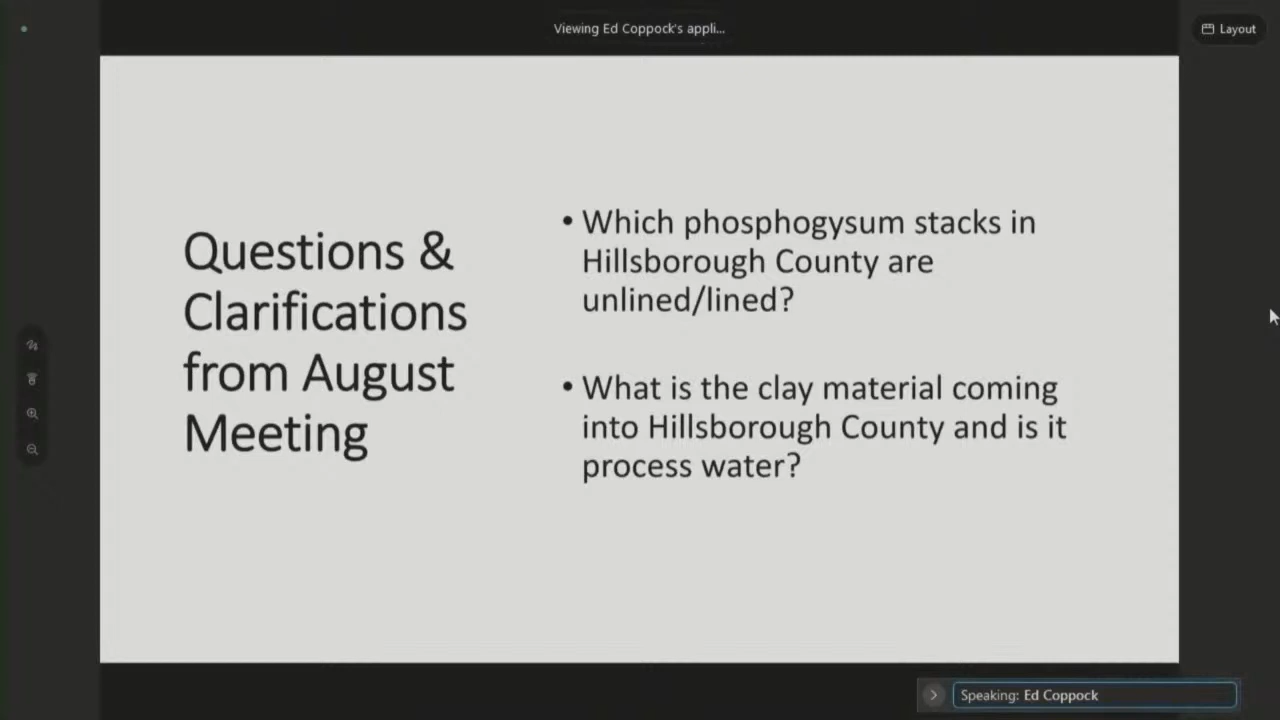 Viewing Ed Coppock's appli...
Layout
Questions &
Clarifications
from August
Meeting
• Which phosphogysum stacks in
Hillsborough County are
unlined/lined?
• What is the clay material coming
into Hillsborough County and is it
process water?
Speaking: Ed Coppock